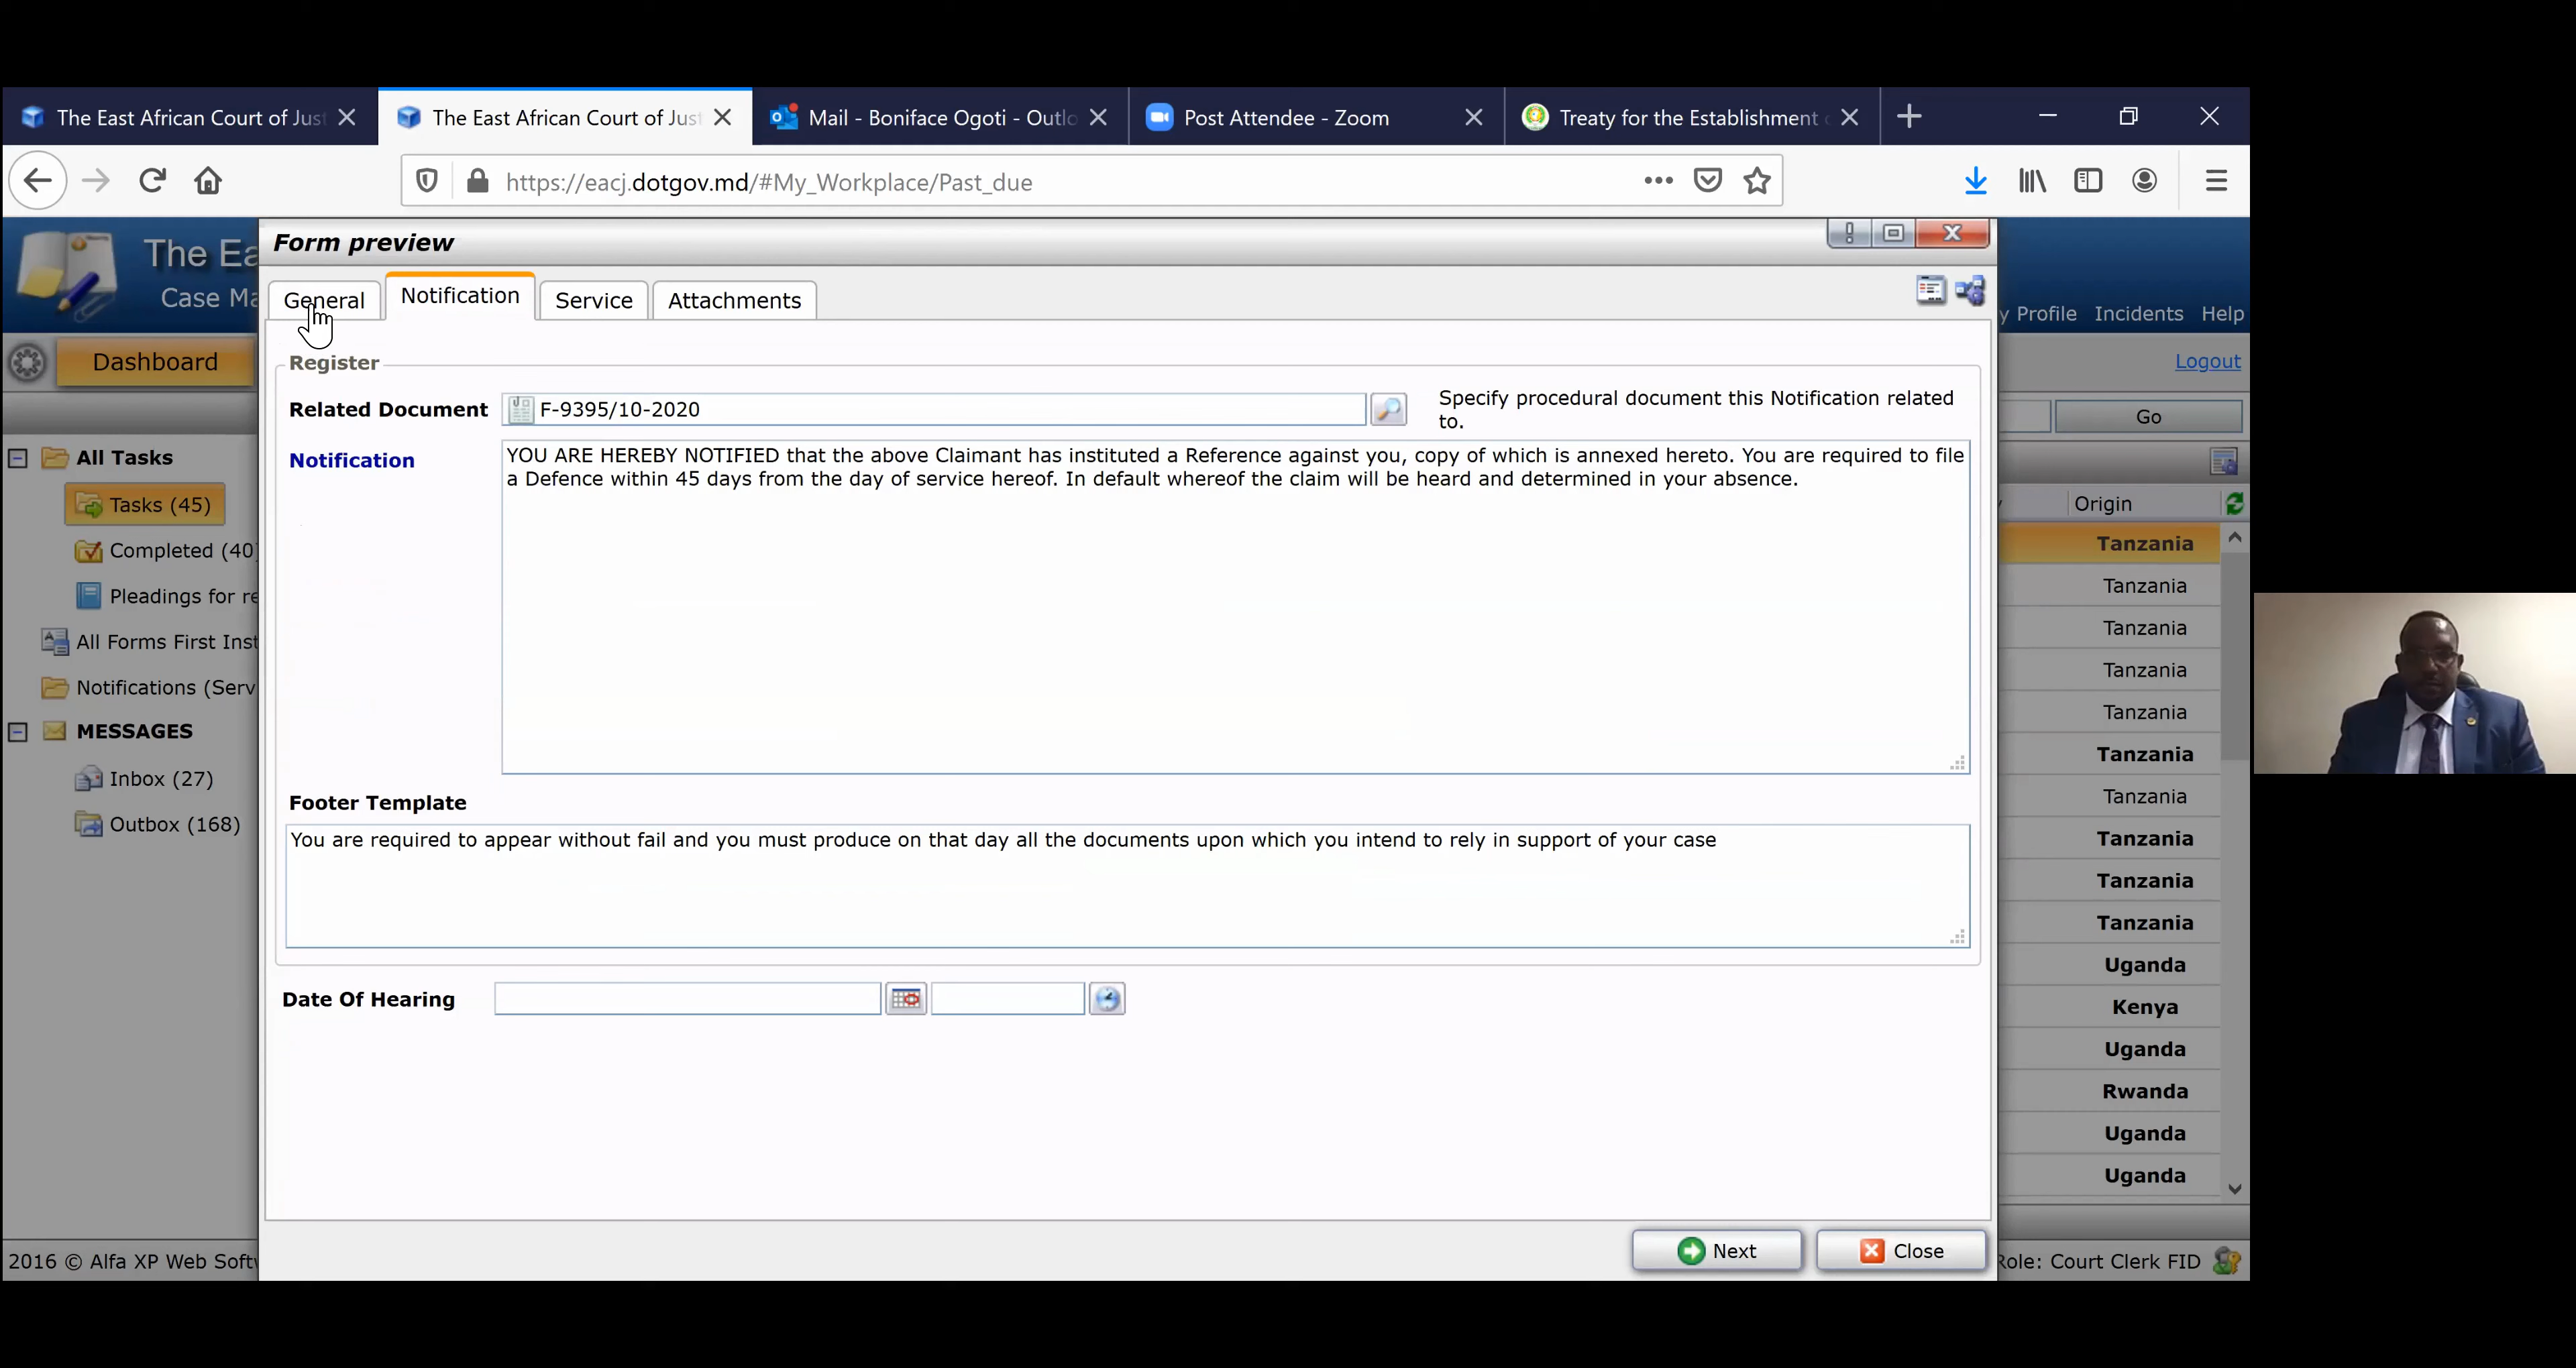 The East African Court of Just
The East African Court of Just
Mail - Boniface Ogoti - Outlo
Post Attendee - Zoom
Treaty for the Establishment o
https://eacj.dotgov.md/#My_Workplace/Past_due
The Ea
Case Ma
y Profile Incidents Help
Dashboard
Logout
Go
All Tasks
Tasks (45)
Completed (40)
Pleadings for re
All Forms First Inst
Notifications (Serv
MESSAGES
Inbox (27)
Outbox (168)
Form preview
General
Notification
Service
Attachments
Register
Related Document
F-9395/10-2020
Specify procedural document this Notification related
to.
Notification
YOU ARE HEREBY NOTIFIED that the above Claimant has instituted a Reference against you, copy of which is annexed hereto. You are required to file
a Defence within 45 days from the day of service hereof. In default whereof the claim will be heard and determined in your absence.
Footer Template
You are required to appear without fail and you must produce on that day all the documents upon which you intend to rely in support of your case
Date Of Hearing
Next
Close
Origin
Tanzania
Tanzania
Tanzania
Tanzania
Tanzania
Tanzania
Tanzania
Tanzania
Tanzania
Tanzania
Uganda
Kenya
Uganda
Rwanda
Uganda
Uganda
2016 © Alfa XP Web Softw
Role: Court Clerk FID